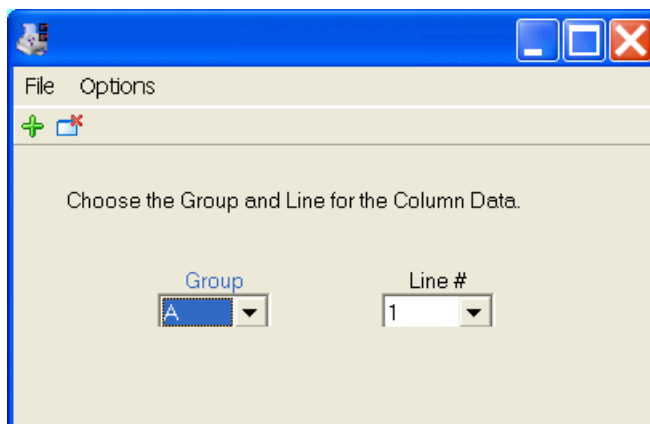 File Options
Choose the Group and Line for the Column Data.
Group Line #
A 1